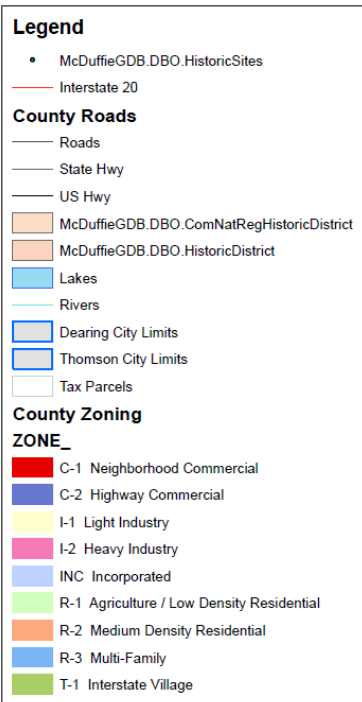 Legend
McDuffieGDB.DBO.HistoricSites
Interstate 20
County Roads
Roads
State Hwy
US Hwy
McDuffieGDB.DBO.ComNatRegHistoricDistrict
McDuffieGDB.DBO.HistoricDistrict
Lakes
Rivers
Dearing City Limits
Thomson City Limits
Tax Parcels
County Zoning
ZONE_
C-1 Neighborhood Commercial
C-2 Highway Commercial
I-1 Light Industry
I-2 Heavy Industry
INC Incorporated
R-1 Agriculture / Low Density Residential
R-2 Medium Density Residential
R-3 Multi-Family
T-1 Interstate Village